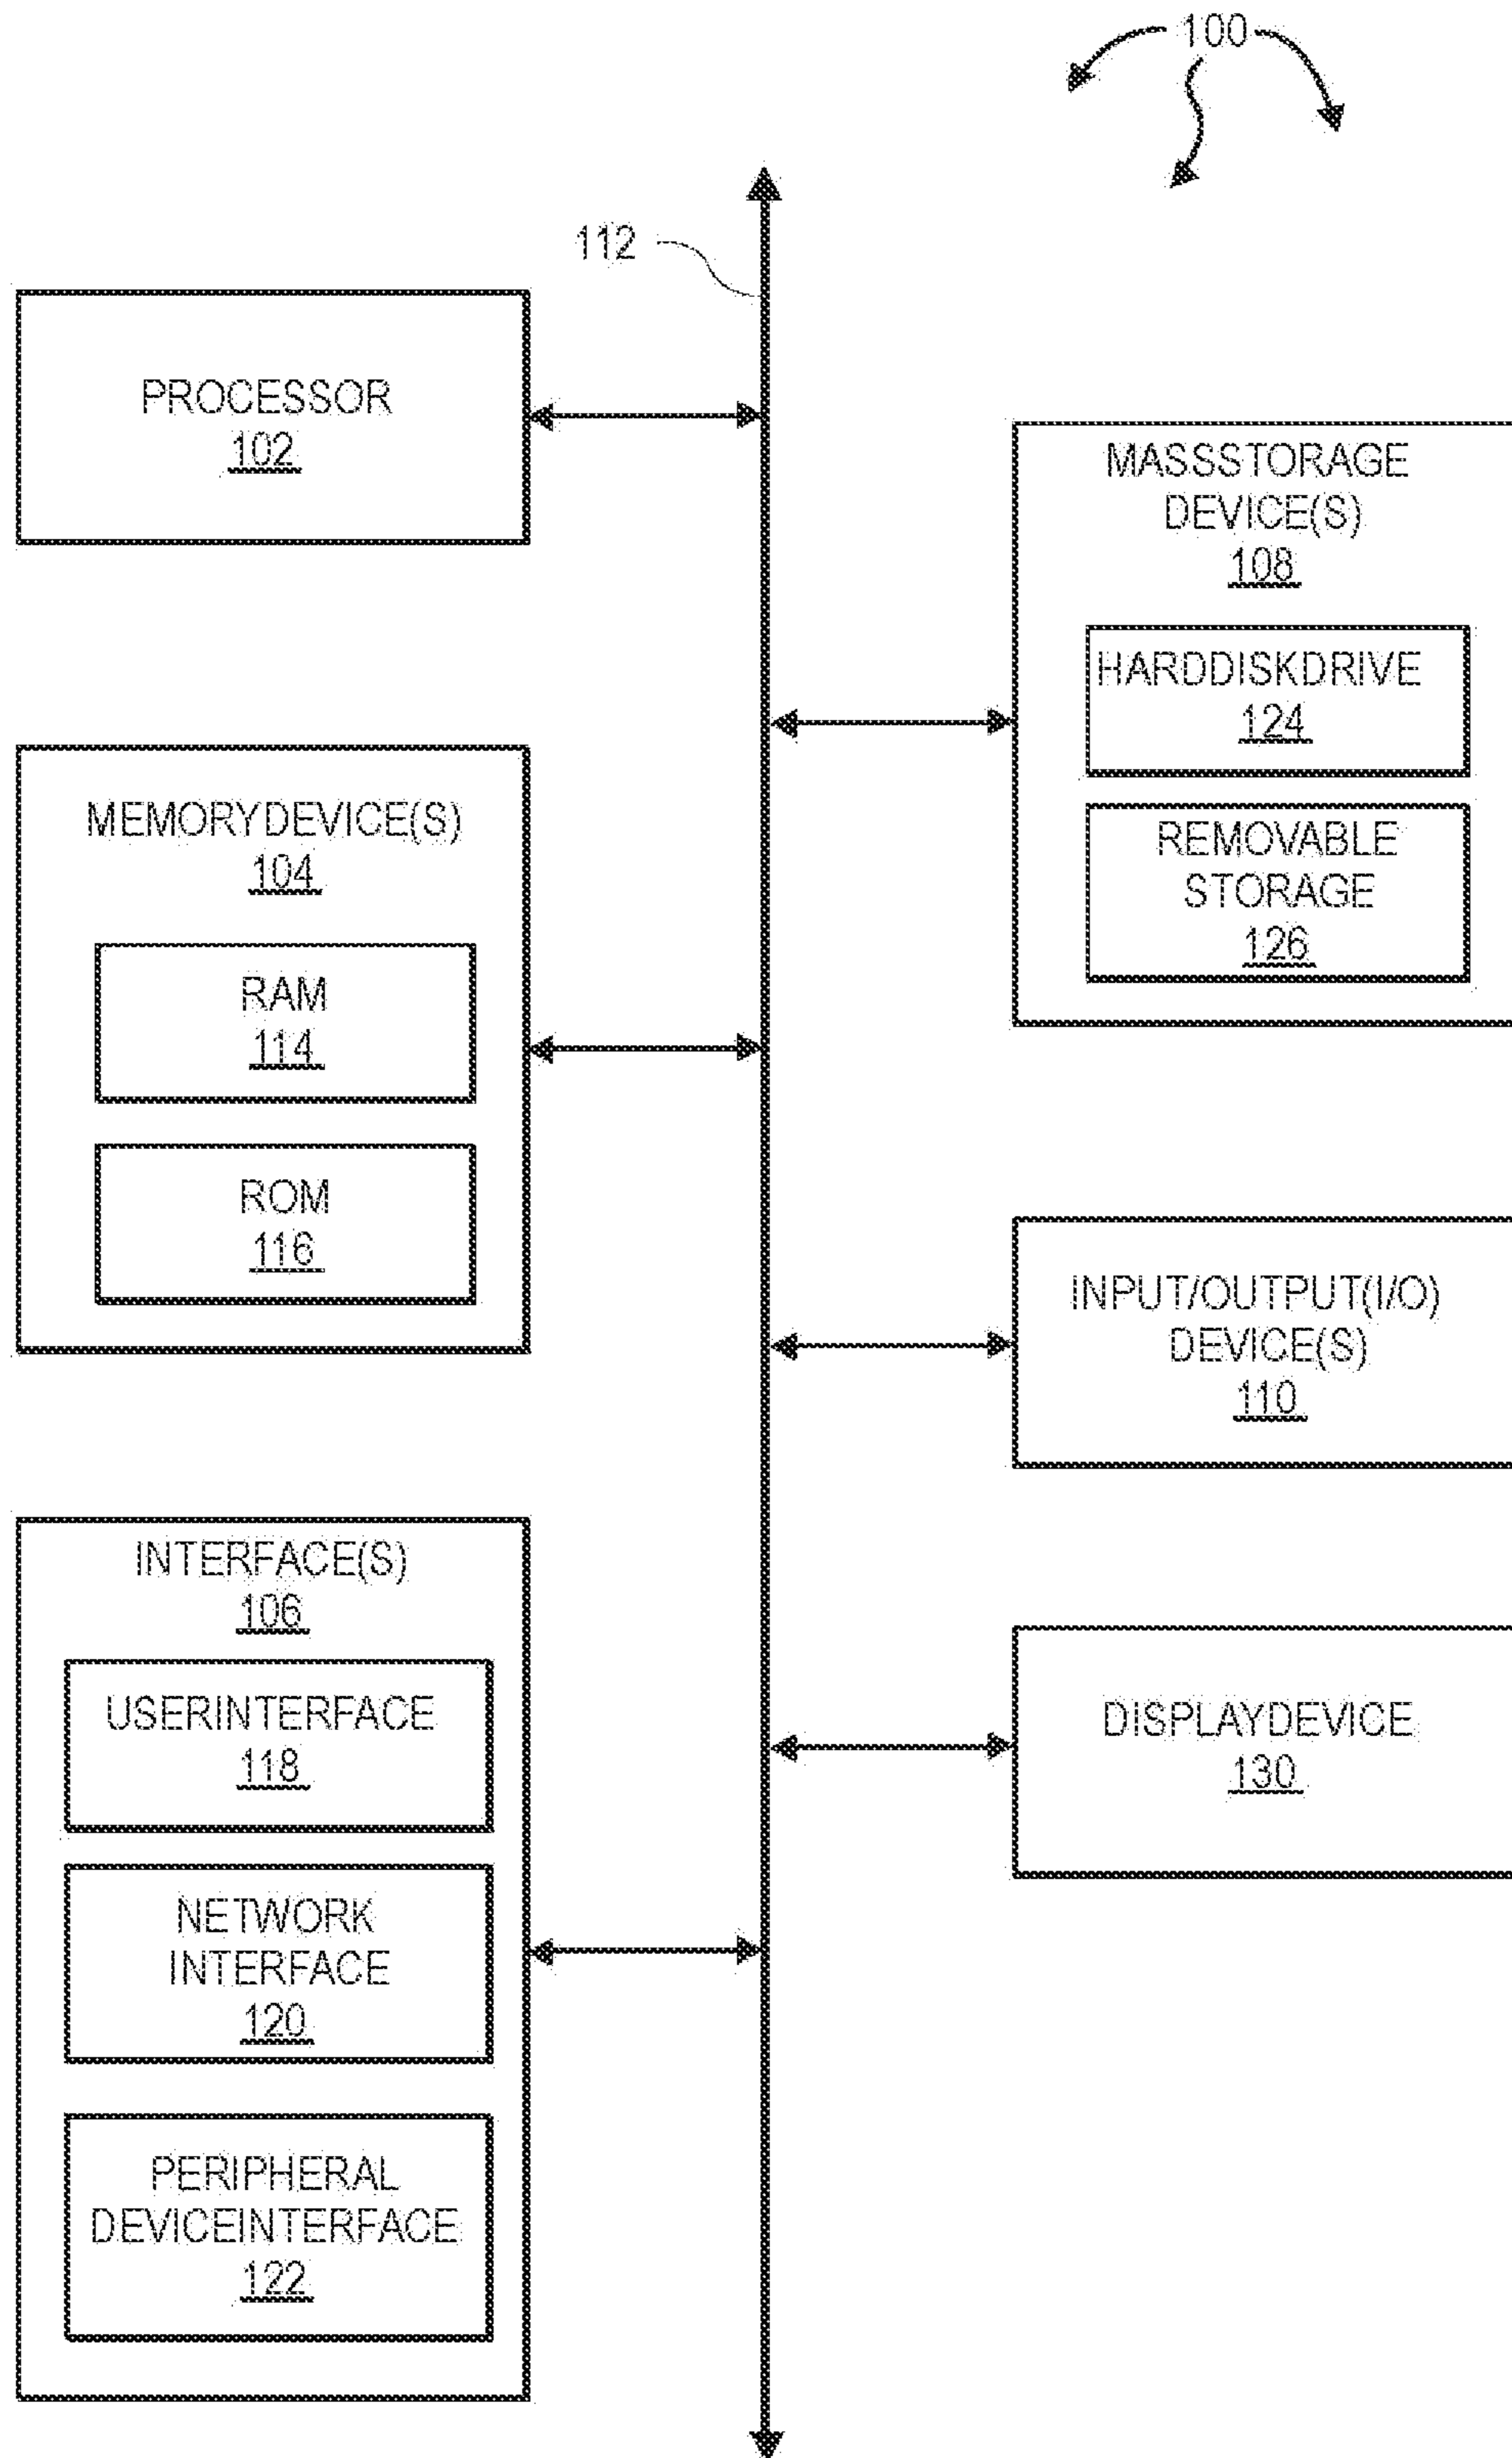 100
112
PROCESSOR
102
MASSSTORAGE
DEVICE(S)
108
HARDDISKDRIVE
124
REMOVABLE
STORAGE
126
MEMORYDEVICE(S)
104
RAM
114
ROM
116
INPUT/OUTPUT(I/O)
DEVICE(S)
110
INTERFACE(S)
106
USERINTERFACE
118
NETWORK
INTERFACE
120
PERIPHERAL
DEVICEINTERFACE
122
DISPLAYDEVICE
130